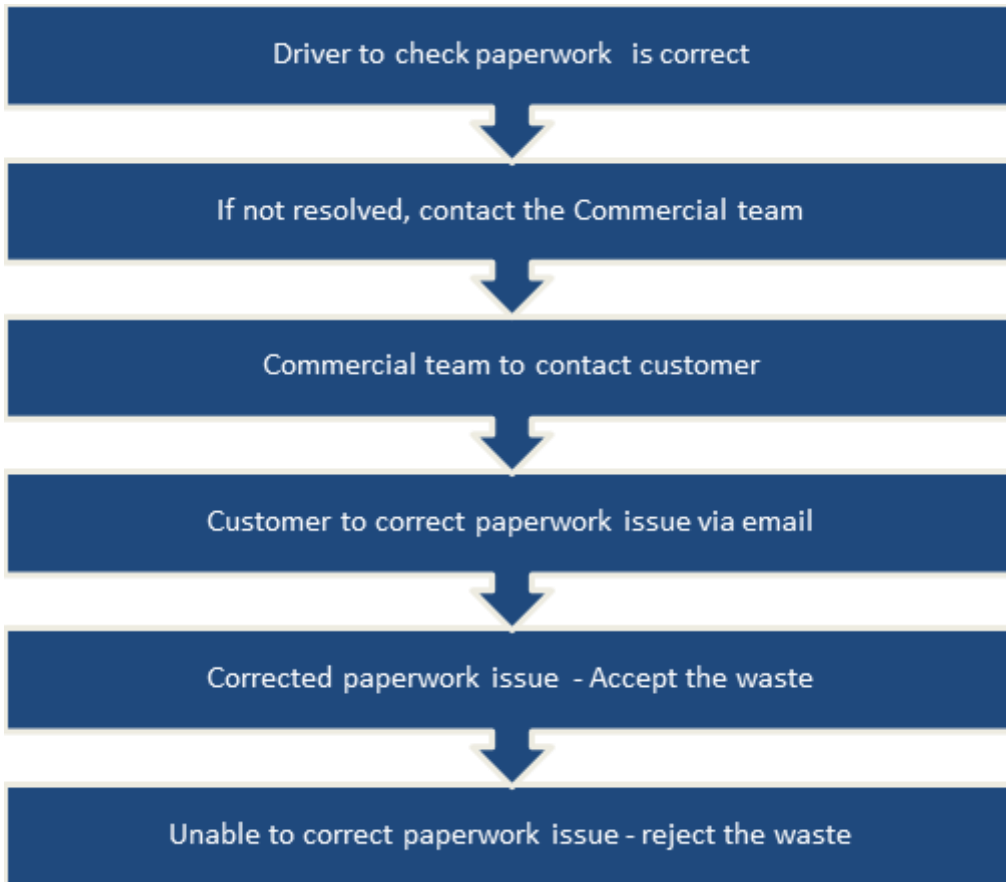 Driver to check paperwork is correct
If not resolved, contact the Commercial team
Commercial team to contact customer
Customer to correct paperwork issue via email
Corrected paperwork issue - Accept the waste
Unable to correct paperwork issue - reject the waste